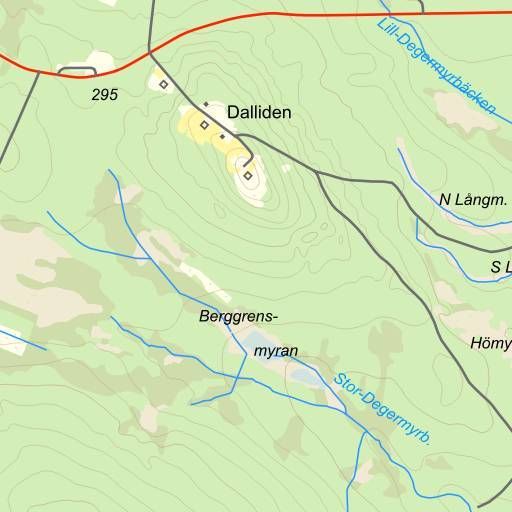 Lill-Degermyrbäcken
295
Dalliden
N Långm.
S L
Berggrens-
myran
Hömy
Stor-Degermyrb.